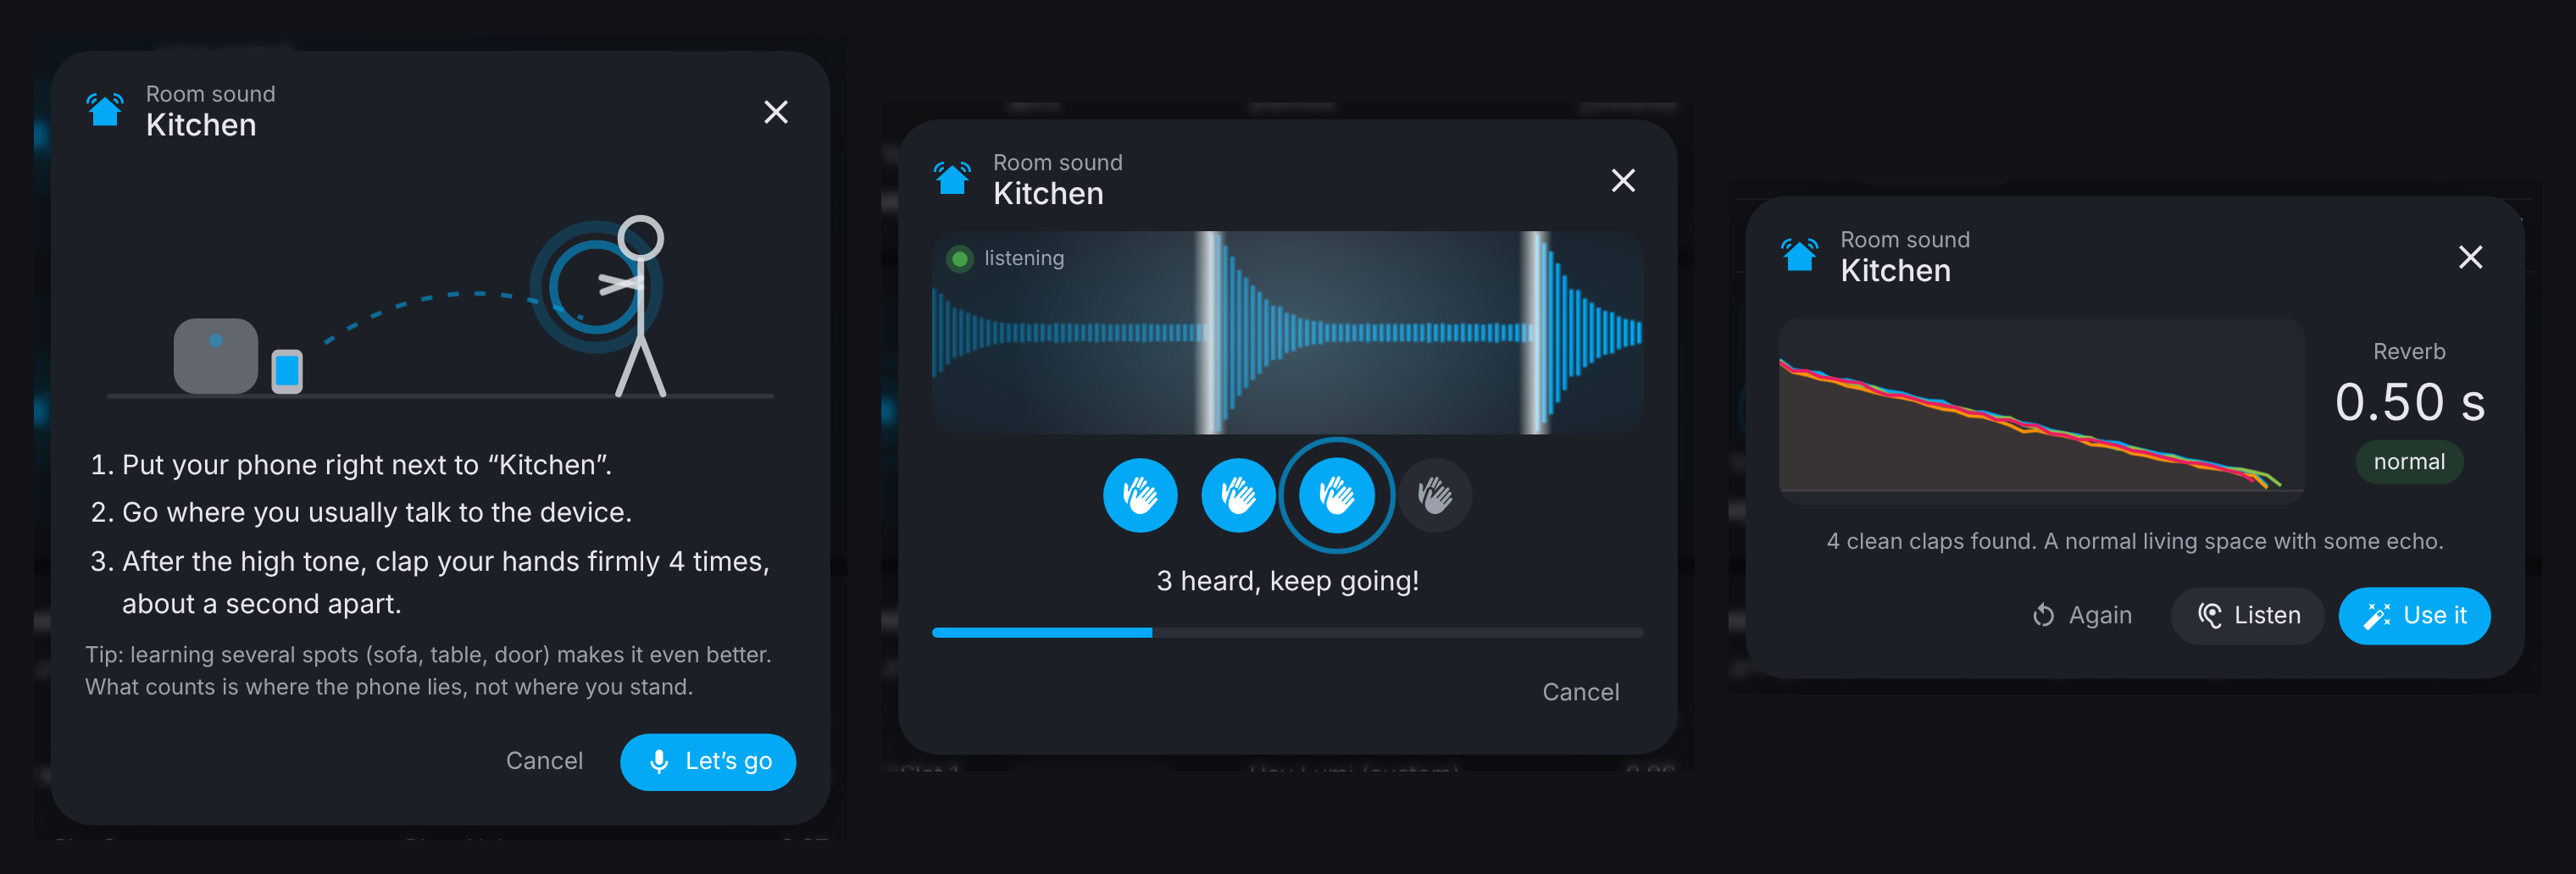 Room sound
Kitchen
1. Put your phone right next to “Kitchen”.
2. Go where you usually talk to the device.
3. After the high tone, clap your hands firmly 4 times,
about a second apart.
Tip: learning several spots (sofa, table, door) makes it even better.
What counts is where the phone lies, not where you stand.
Cancel
Let’s go
Room sound
Kitchen
listening
3 heard, keep going!
Cancel
Room sound
Kitchen
Reverb
0.50 s
normal
4 clean claps found. A normal living space with some echo.
Again
Listen
Use it